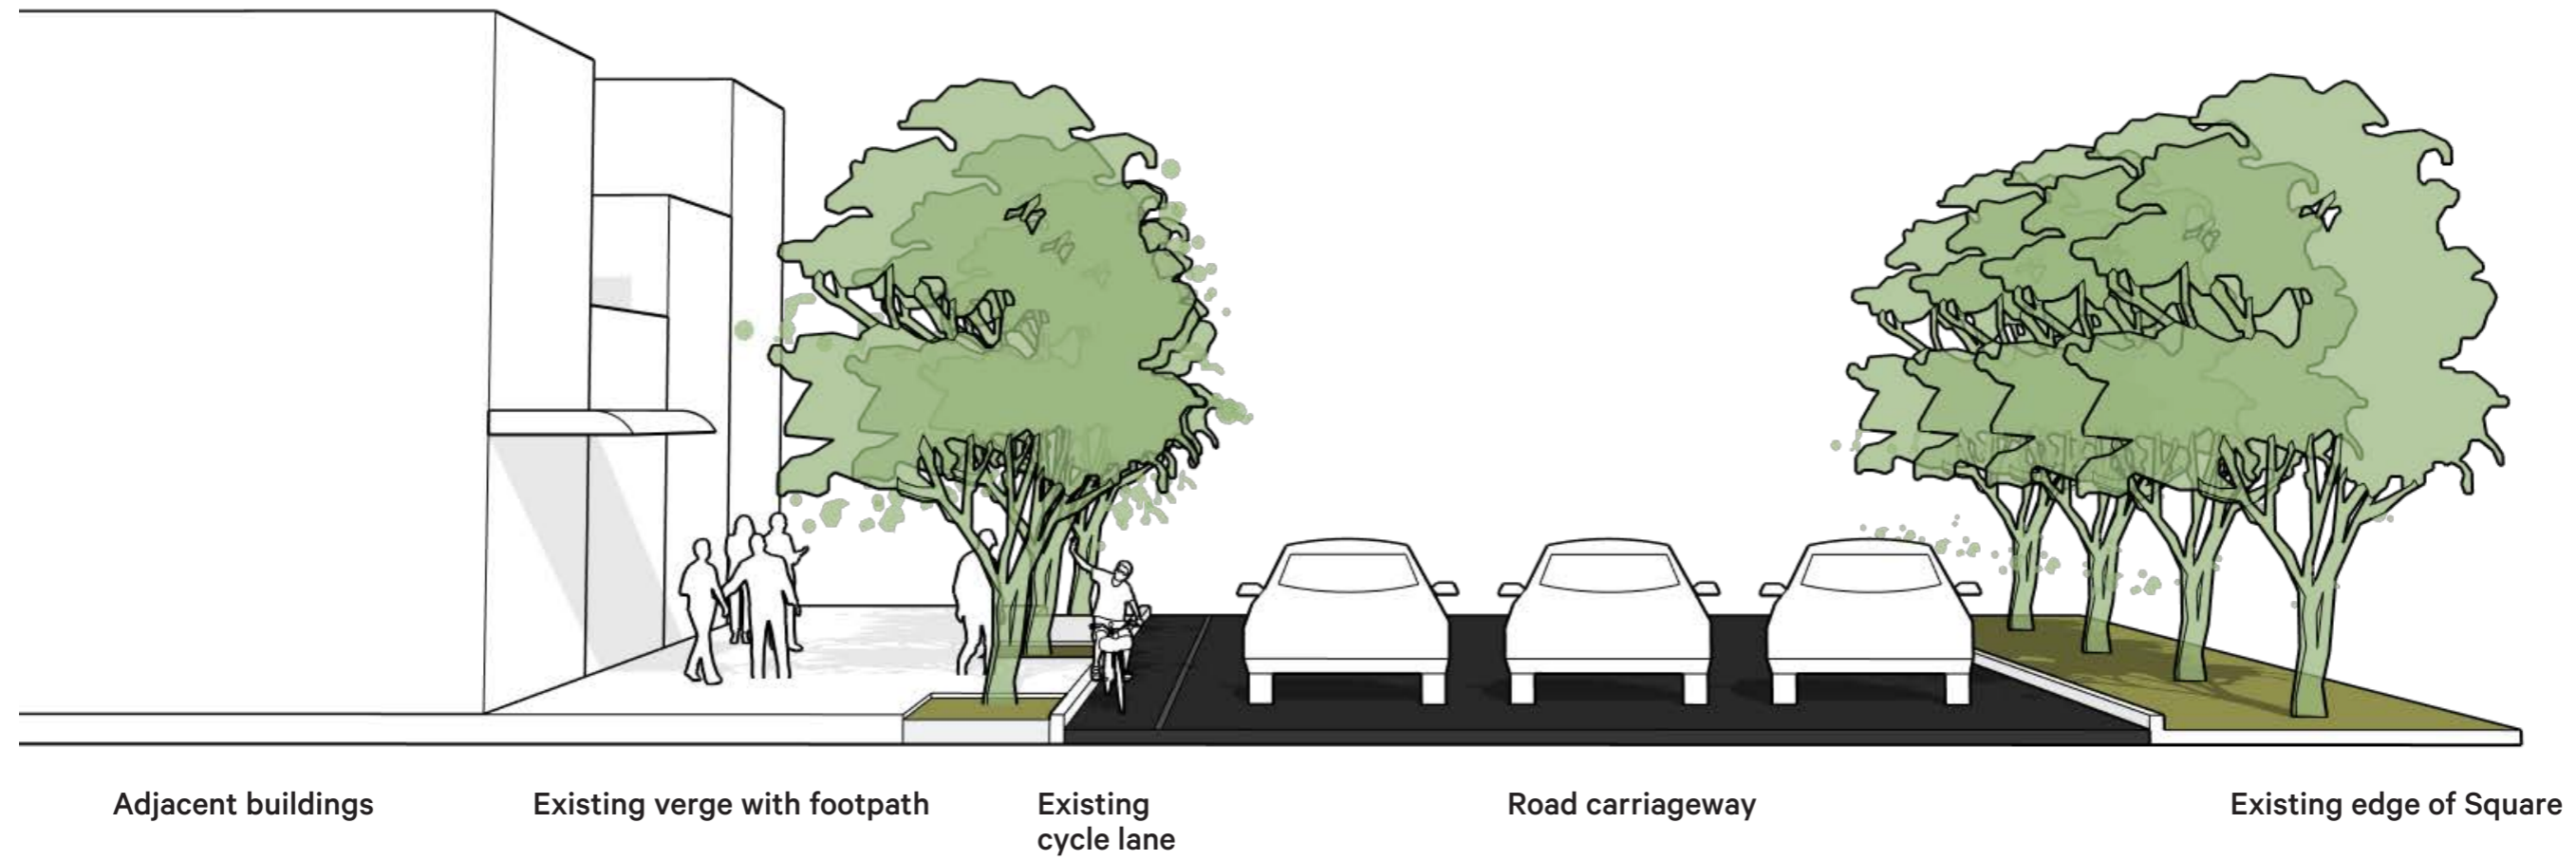 Adjacent buildings
Existing verge with footpath
Existing
cycle lane
Road carriageway
Existing edge of Square